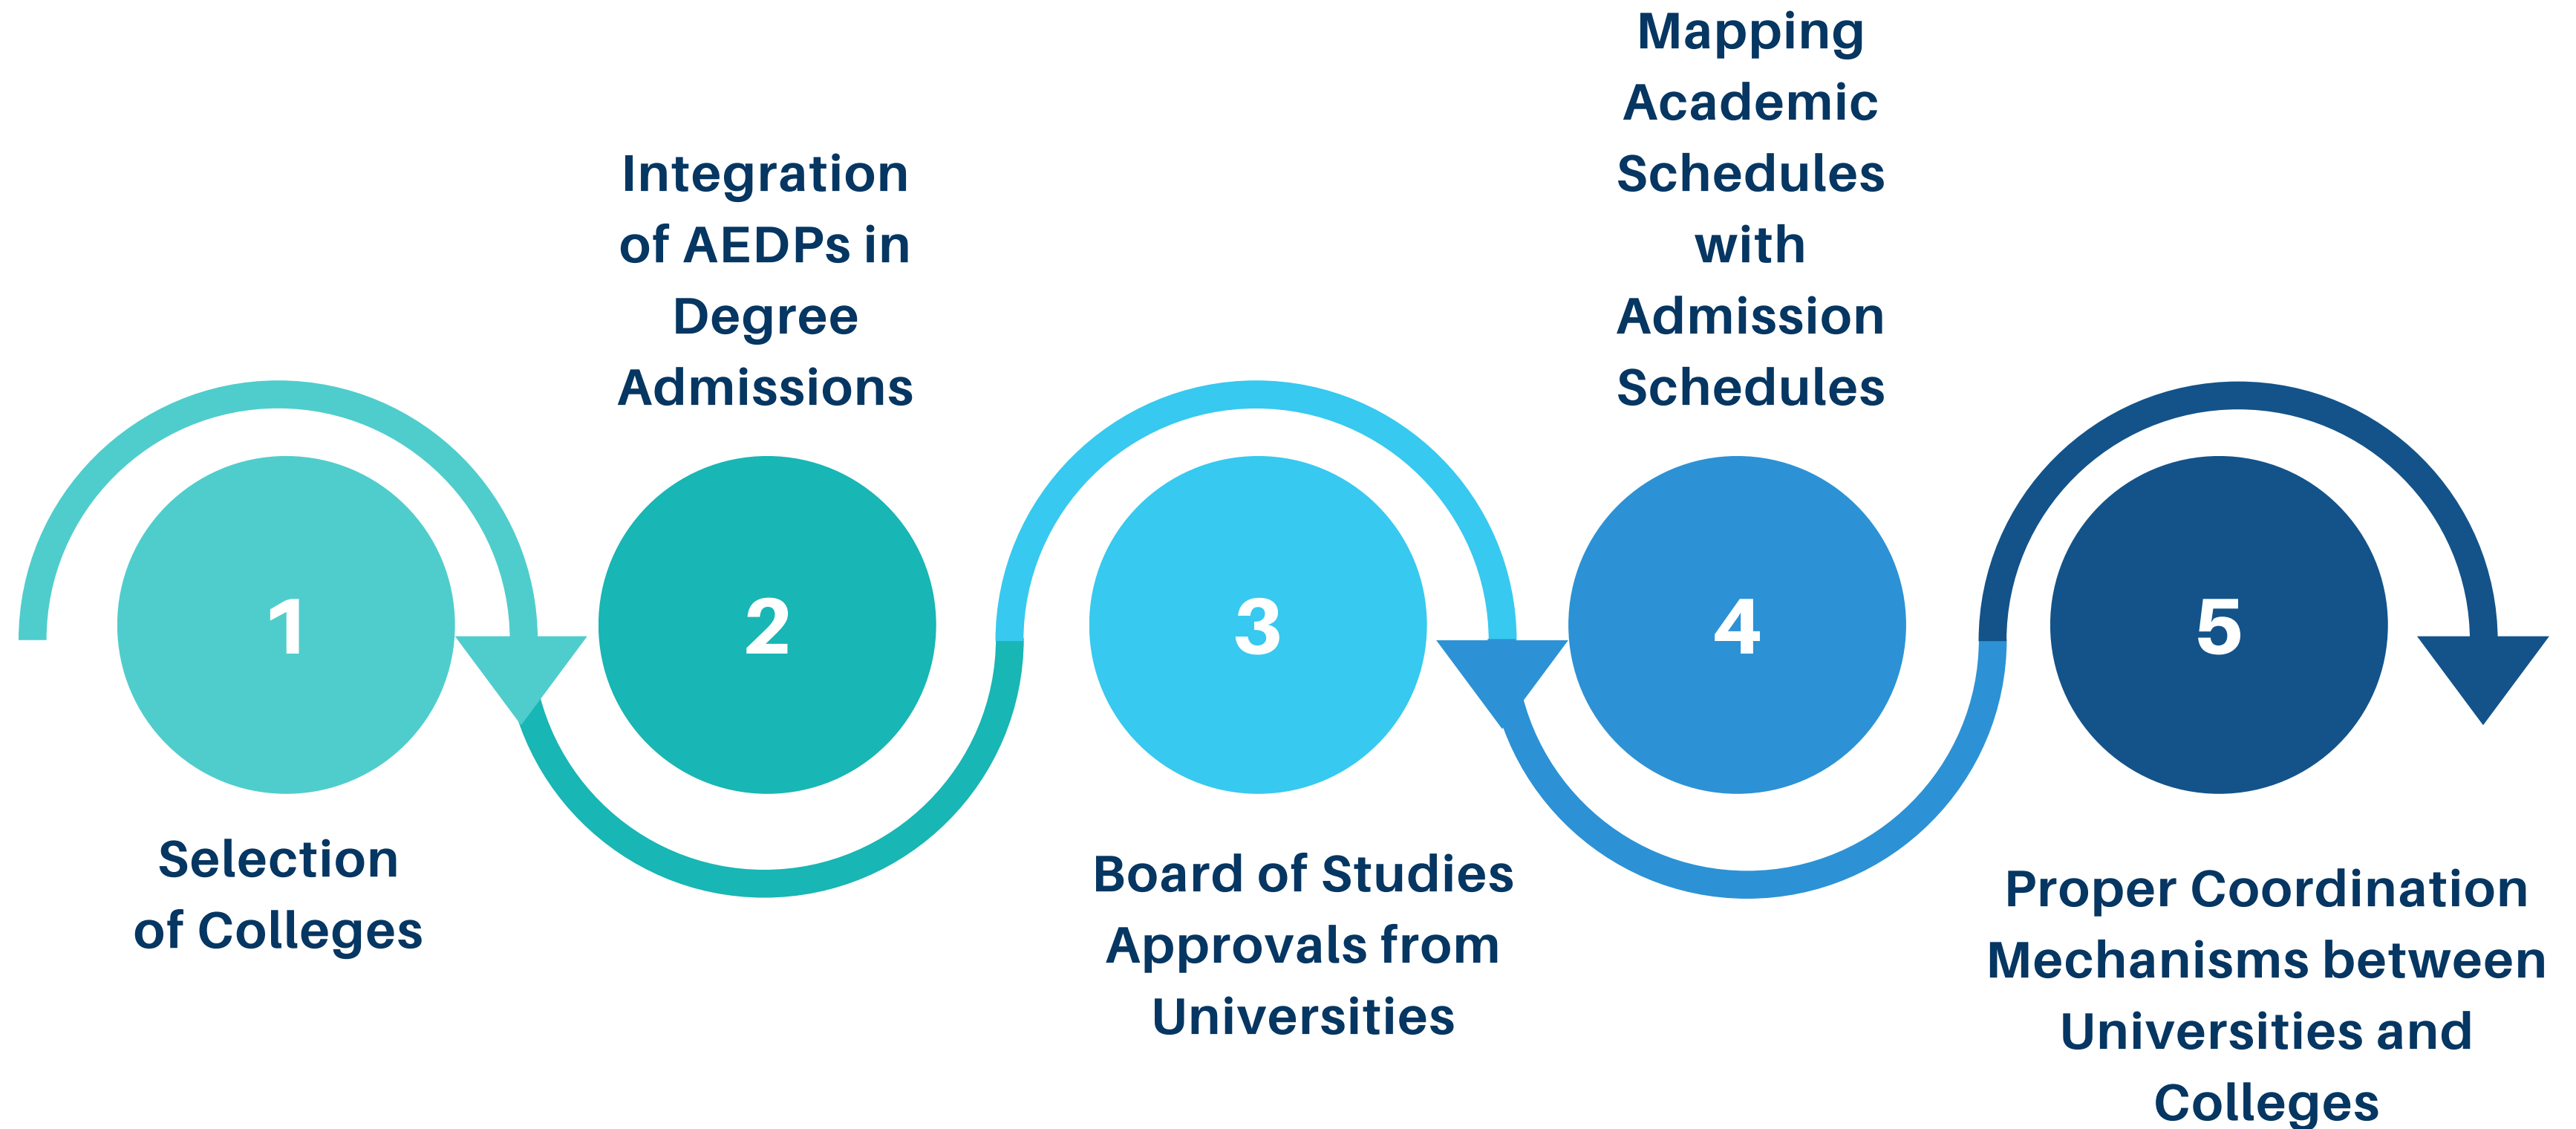 1
Selection
of Colleges
2
Integration
of AEDPs in
Degree
Admissions
3
Board of Studies
Approvals from
Universities
4
Mapping
Academic
Schedules
with
Admission
Schedules
5
Proper Coordination
Mechanisms between
Universities and
Colleges